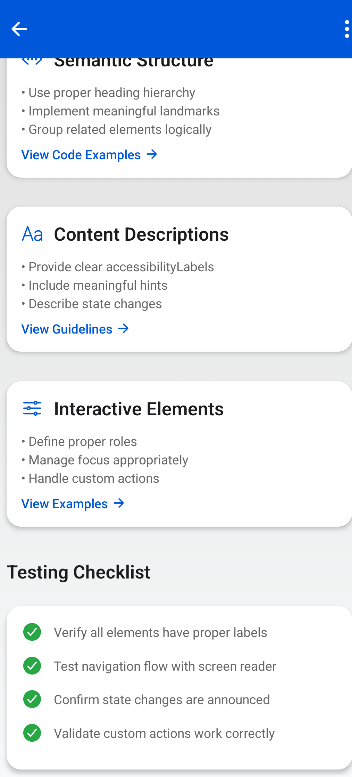 Semantic Structure
• Use proper heading hierarchy
• Implement meaningful landmarks
• Group related elements logically
View Code Examples →
Aa Content Descriptions
• Provide clear accessibilityLabels
• Include meaningful hints
• Describe state changes
View Guidelines →
Interactive Elements
• Define proper roles
• Manage focus appropriately
• Handle custom actions
View Examples →
Testing Checklist
Verify all elements have proper labels
Test navigation flow with screen reader
Confirm state changes are announced
Validate custom actions work correctly